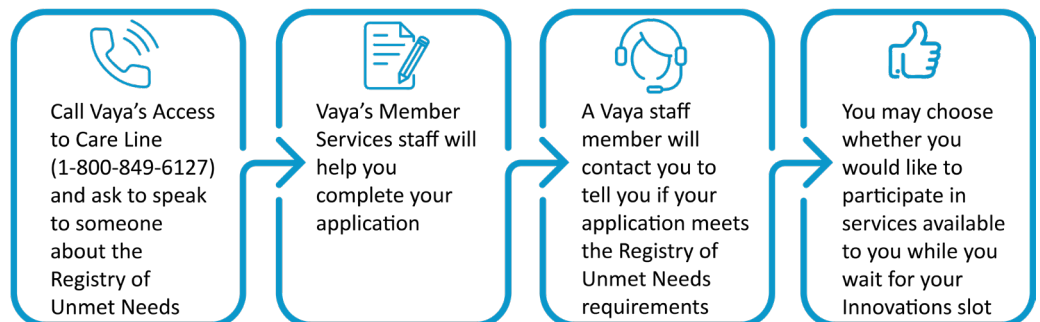 Call Vaya’s Access
to Care Line
(1-800-849-6127)
and ask to speak
to someone
about the
Registry of
Unmet Needs
Vaya’s Member
Services staff will
help you
complete your
application
A Vaya staff
member will
contact you to
tell you if your
application meets
the Registry of
Unmet Needs
requirements
You may choose
whether you
would like to
participate in
services available
to you while you
wait for your
Innovations slot